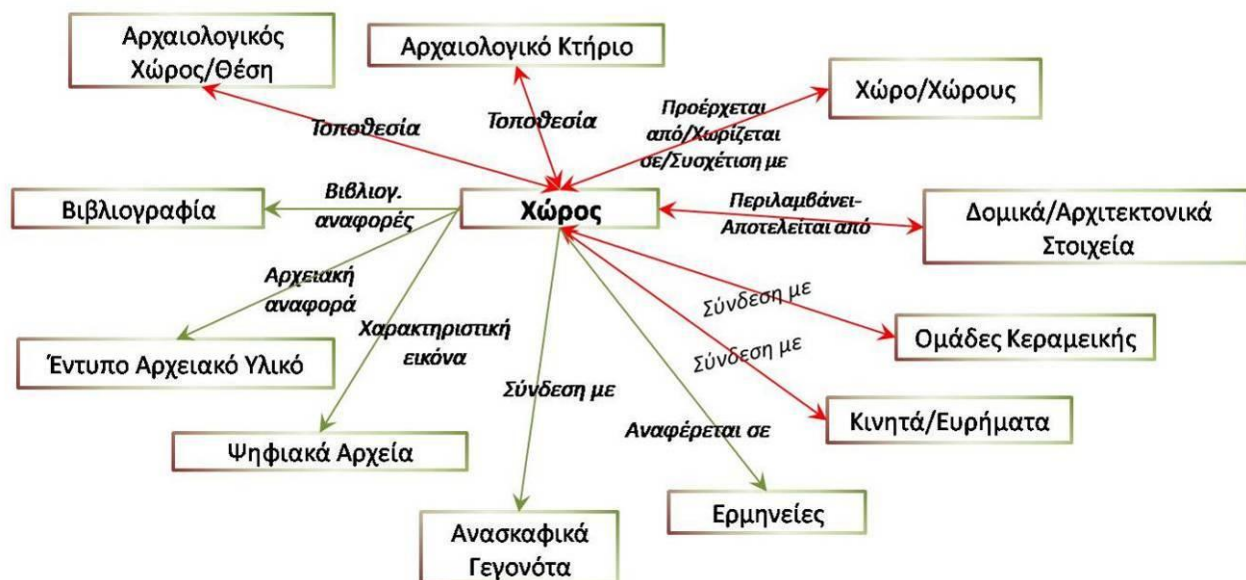 Αρχαιολογικός
Χώρος/Θέση
Αρχαιολογικό Κτήριο
Χώρο/Χώρους
Τοποθεσία
Τοποθεσία
Προέρχεται
από/Χωρίζεται
σε/Συσχέτιση με
Βιβλιογραφία
Βιβλιογ.
αναφορές
Χώρος
Περιλαμβάνει-
Αποτελείται από
Δομικά/Αρχιτεκτονικά
Στοιχεία
Αρχειακή
αναφορά
Σύνδεση με
Ομάδες Κεραμεικής
Έντυπο Αρχειακό Υλικό
Χαρακτηριστική
εικόνα
Σύνδεση με
Σύνδεση με
Κινητά/Ευρήματα
Ψηφιακά Αρχεία
Αναφέρεται σε
Ανασκαφικά
Γεγονότα
Ερμηνείες